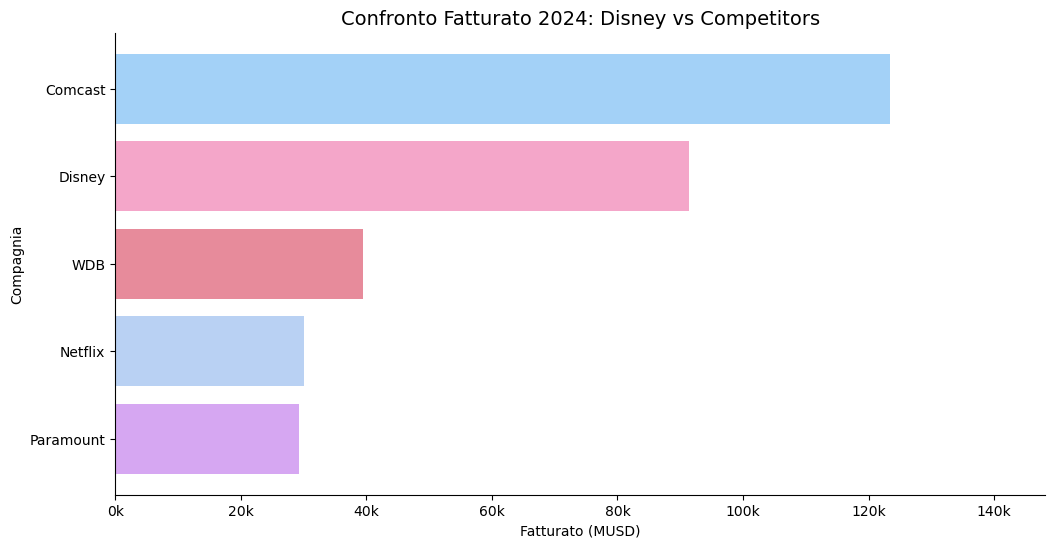 Confronto Fatturato 2024: Disney vs Competitors
Compagnia
Comcast
Disney
WDB
Netflix
Paramount
0k 20k 40k 60k 80k 100k 120k 140k
Fatturato (MUSD)